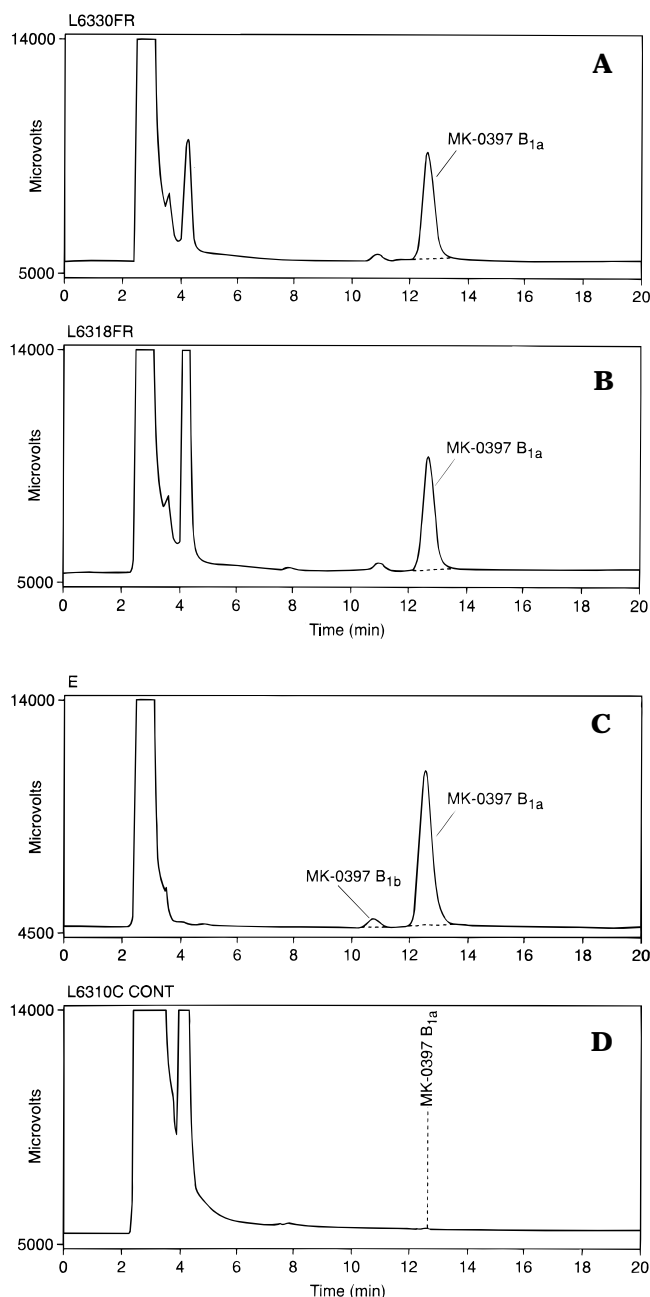 L6330FR
14000
A
MK-0397 B1a
Microvolts
5000
0 2 4 6 8 10 12 14 16 18 20
L6318FR
14000
B
MK-0397 B1a
Microvolts
5000
0 2 4 6 8 10 12 14 16 18 20
Time (min)
E
14000
C
MK-0397 B1a
MK-0397 B1b
Microvolts
4500
0 2 4 6 8 10 12 14 16 18 20
L6310C CONT
14000
D
MK-0397 B1a
Microvolts
5000
0 2 4 6 8 10 12 14 16 18 20
Time (min)